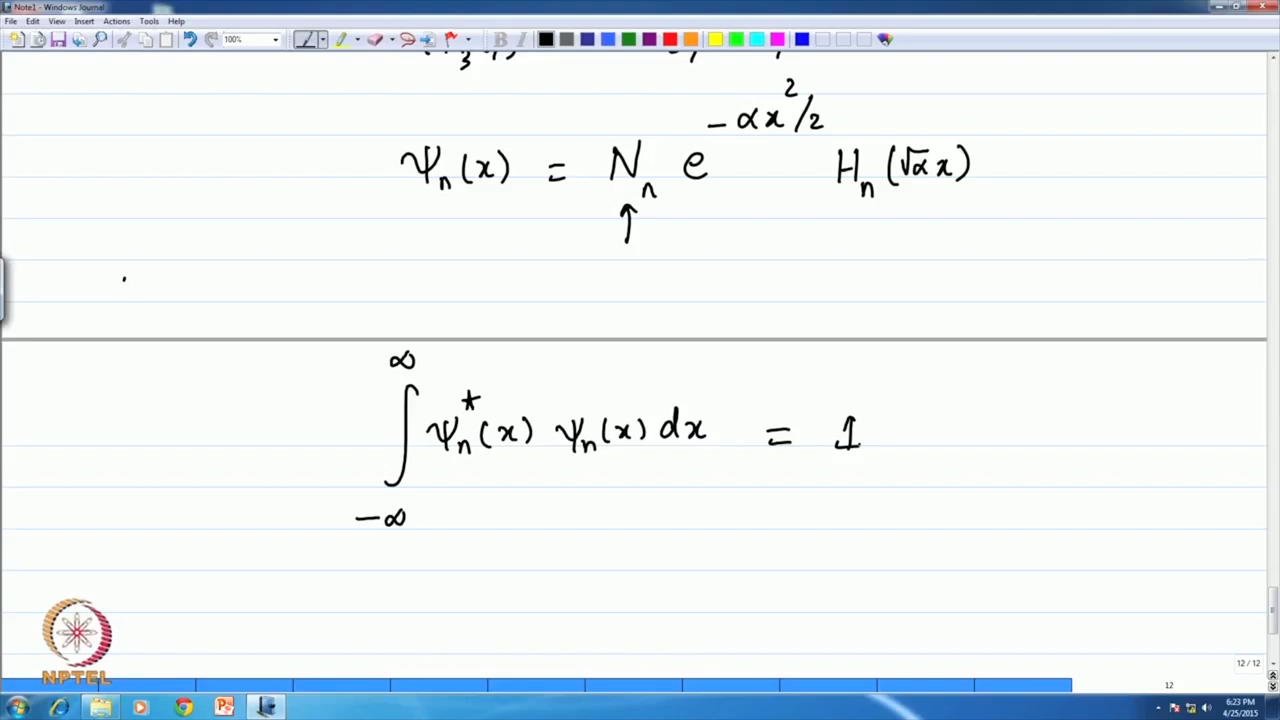 Note1 - Windows Journal
File Edit View Insert Actions Tools Help
100%
ψₙ(x) = Nₙ e^(-αx²/2) Hₙ(√α x)
↑
∫_{-∞}^{∞} ψₙ*(x) ψₙ(x) dx = 1
NPTEL
12 / 12
12
6:23 PM
4/25/2015